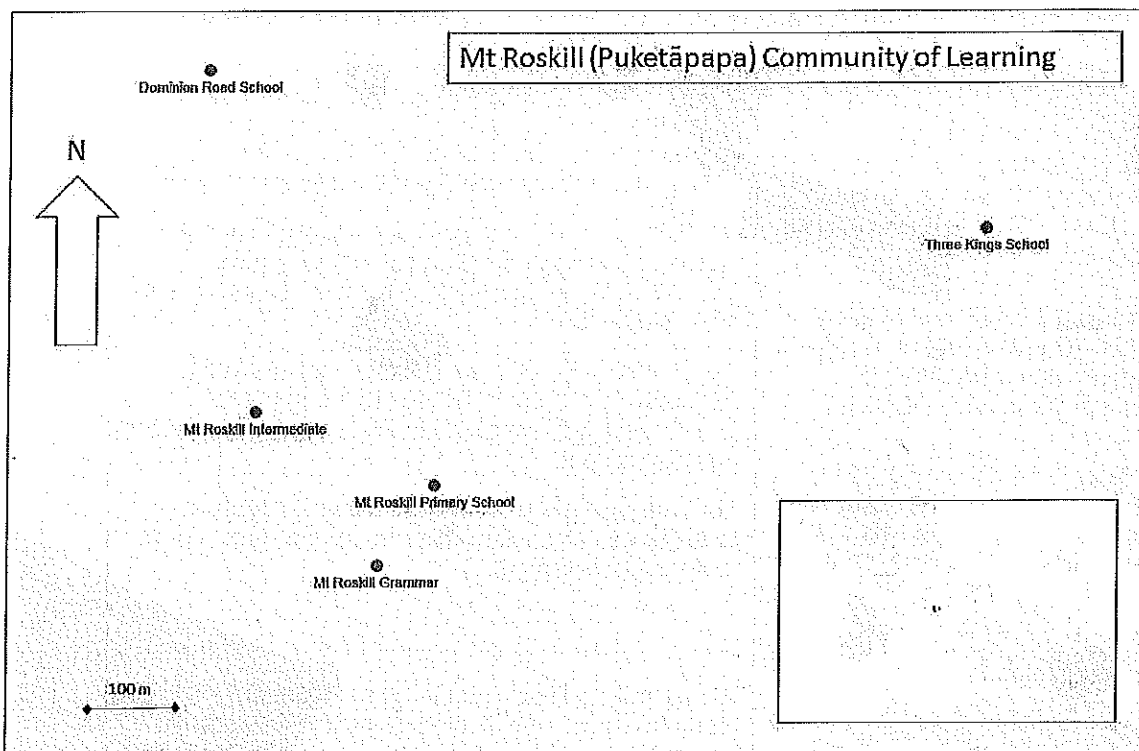 Mt Roskill (Puketāpapa) Community of Learning
Dominion Road School
N
Three Kings School
Mt Roskill Intermediate
Mt Roskill Primary School
Mt Roskill Grammar
100 m